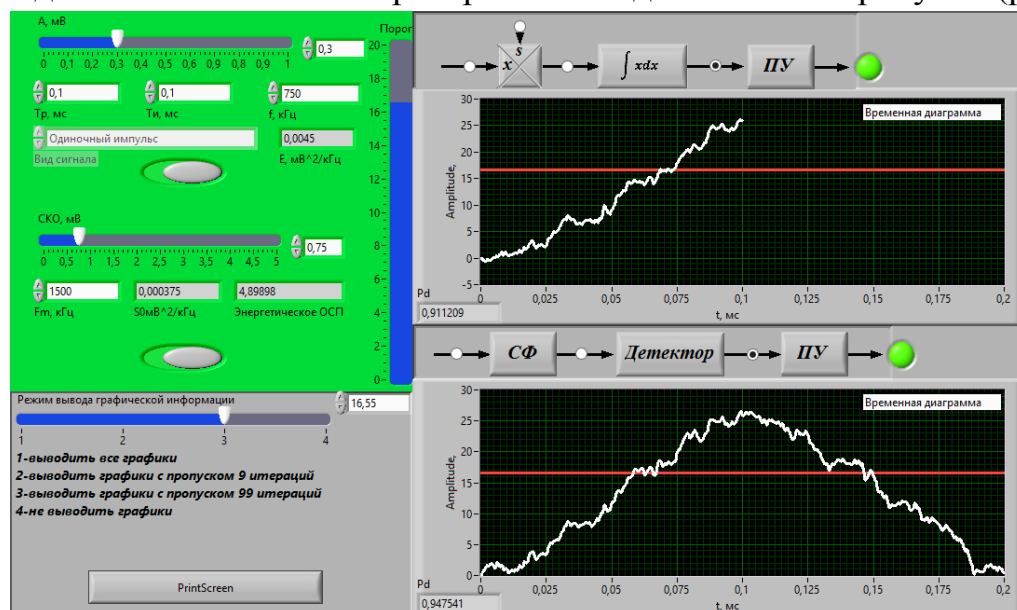 А, мВ
0 0,1 0,2 0,3 0,4 0,5 0,6 0,7 0,8 0,9 1
0,3
0,1
0,1
750
Тр, мс Ти, мс f, кГц
Одиночный импульс
0,0045
Вид сигнала
E, мВ^2/кГц
СКО, мВ
0 0,5 1 1,5 2 2,5 3 3,5 4 4,5 5
0,75
1500
0,000375
4,89898
Fm, кГц S0мВ^2/кГц Энергетическое ОСП
Порог
20
18
16
14
12
10
8
6
4
2
0
16,55
Режим вывода графической информации
1 2 3 4
1-выводить все графики
2-выводить графики с пропуском 9 итераций
3-выводить графики с пропуском 99 итераций
4-не выводить графики
PrintScreen
s
x
∫ xdx
ПУ
Временная диаграмма
Amplitude,
30
25
20
15
10
5
0
-5
0 0,025 0,05 0,075 0,1 0,125 0,15 0,175 0,2
t, мс
Pd
0,911209
СФ
Детектор
ПУ
Временная диаграмма
Amplitude,
30
25
20
15
10
5
0
0 0,025 0,05 0,075 0,1 0,125 0,15 0,175 0,2
t, мс
Pd
0,947541